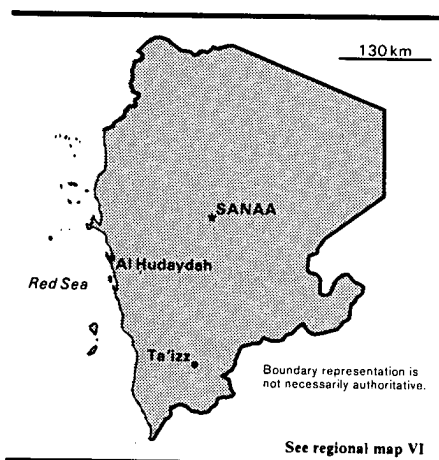 130 km
SANAA
Al Hudaydah
Red Sea
Ta'izz
Boundary representation is
not necessarily authoritative.
See regional map VI